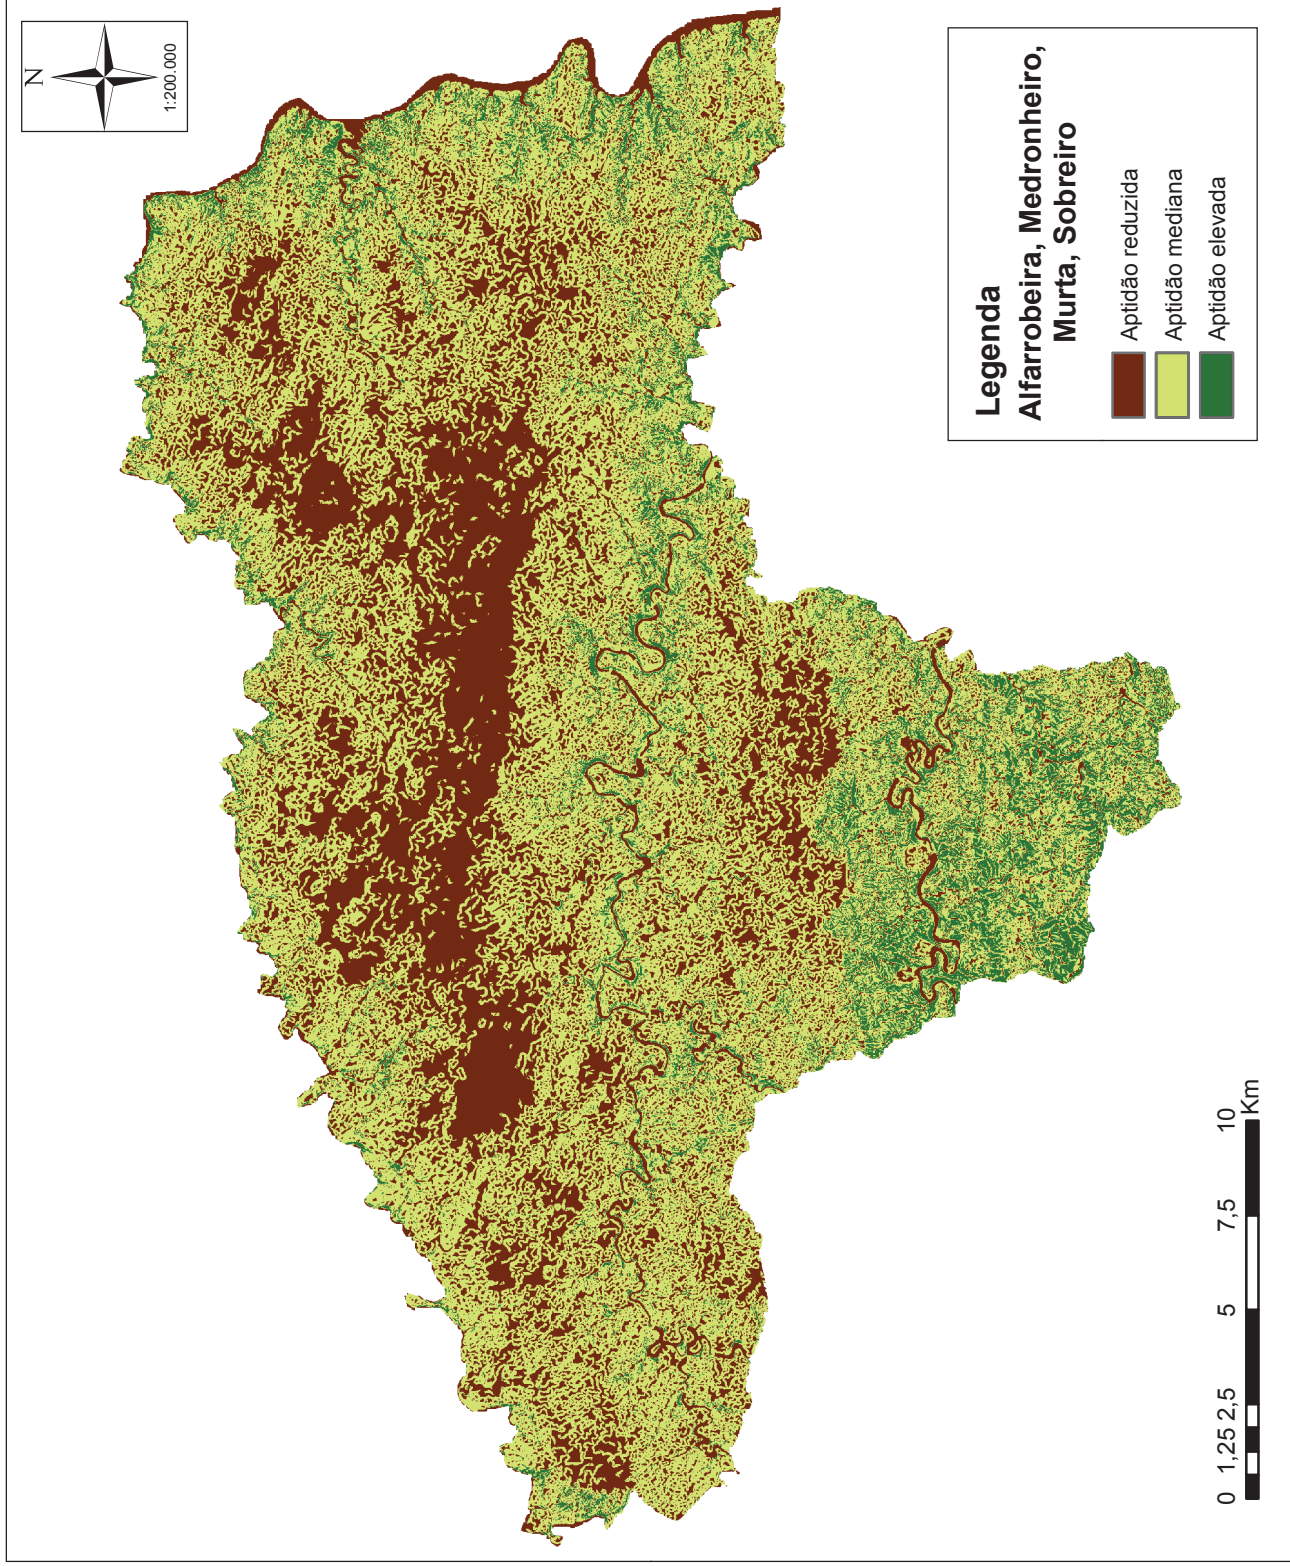 N
1:200.000
Legenda
Alfarrobeira, Medronheiro,
Murta, Sobreiro
Aptidão reduzida
Aptidão mediana
Aptidão elevada
0 1,25 2,5 5 7,5 10
Km